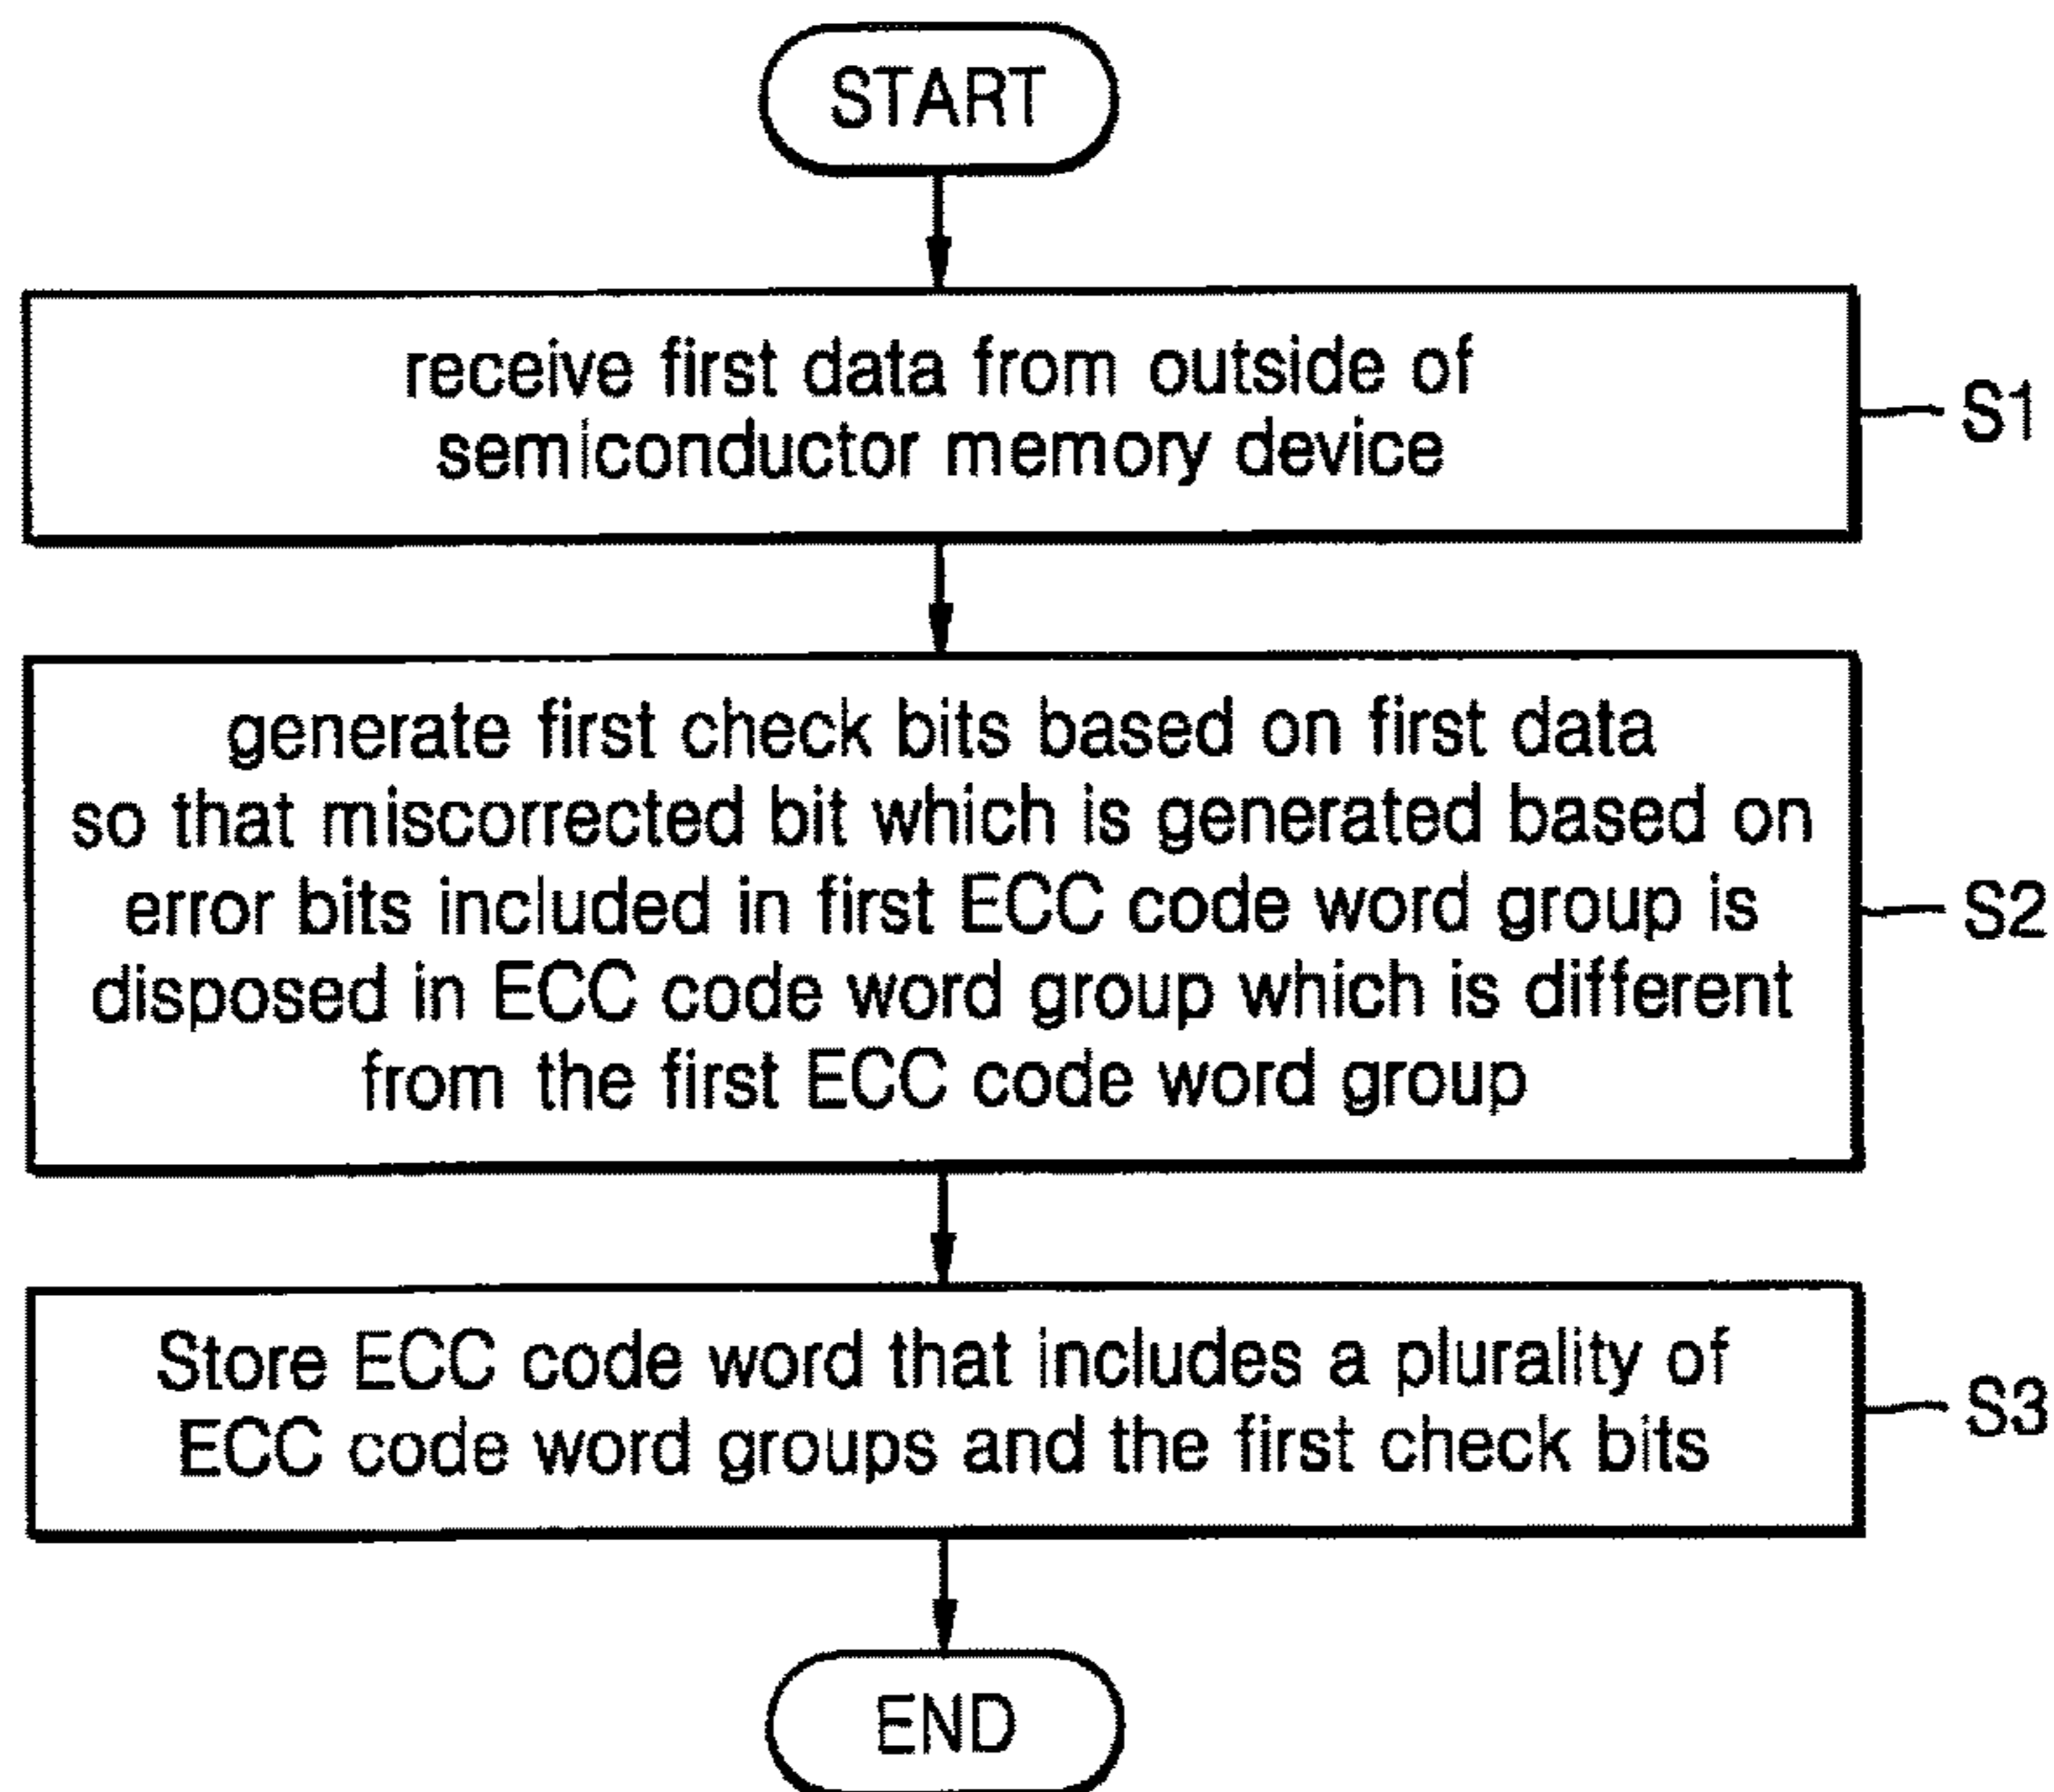 START
receive first data from outside of
semiconductor memory device
S1
generate first check bits based on first data
so that miscorrected bit which is generated based on
error bits included in first ECC code word group is
disposed in ECC code word group which is different
from the first ECC code word group
S2
Store ECC code word that includes a plurality of
ECC code word groups and the first check bits
S3
END